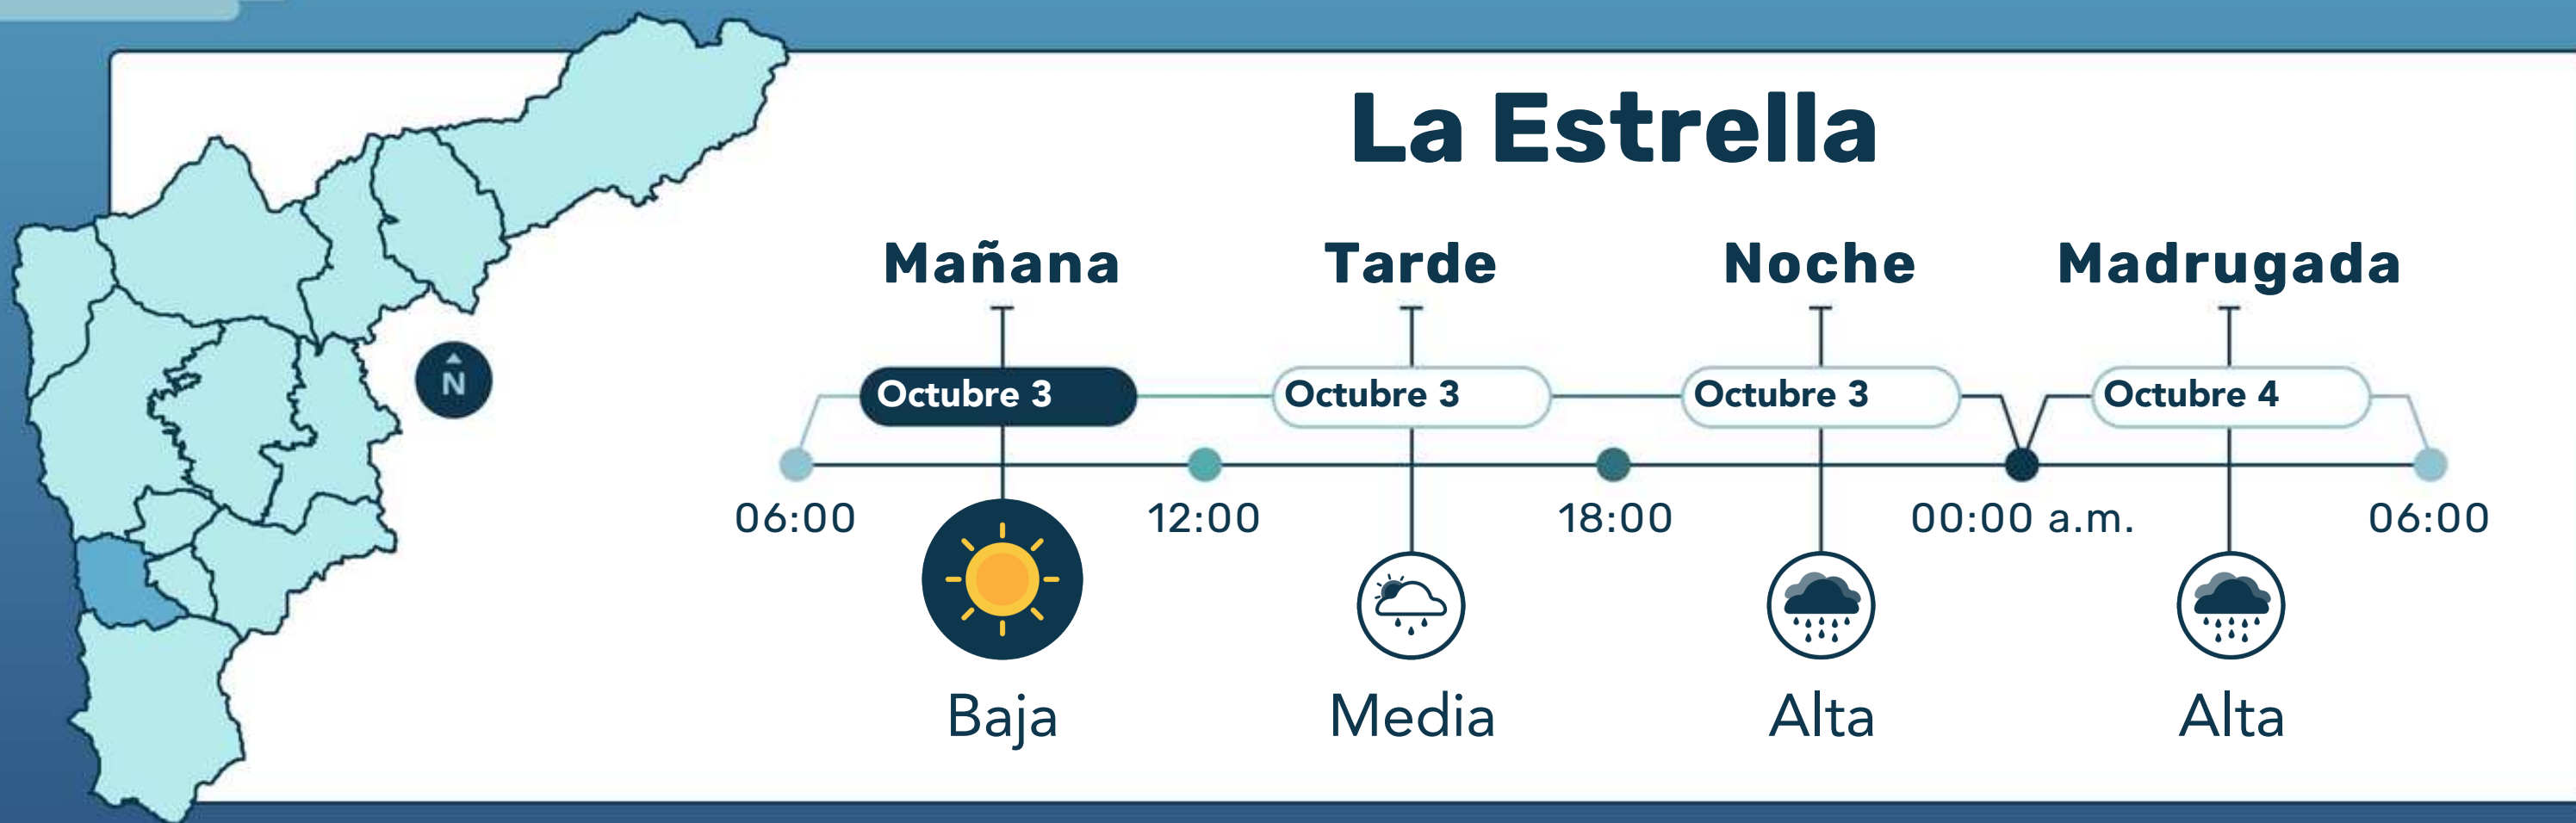 La Estrella
Mañana Tarde Noche Madrugada
N
Octubre 3 Octubre 3 Octubre 3 Octubre 4
06:00 12:00 18:00 00:00 a.m. 06:00
Baja Media Alta Alta